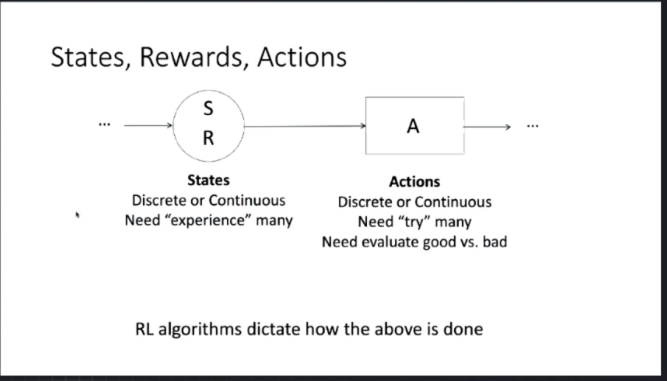 States, Rewards, Actions
...
S
R
A
...
States
Discrete or Continuous
Need “experience” many
Actions
Discrete or Continuous
Need “try” many
Need evaluate good vs. bad
RL algorithms dictate how the above is done